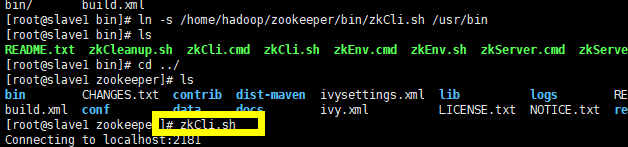 bin/ build.xml
[root@slave1 bin]# ln -s /home/hadoop/zookeeper/bin/zkCli.sh /usr/bin
[root@slave1 bin]# ls
README.txt zkCleanup.sh zkCli.cmd zkCli.sh zkEnv.cmd zkEnv.sh zkServer.cmd zkServe
[root@slave1 bin]# cd ../
[root@slave1 zookeeper]# ls
bin CHANGES.txt contrib dist-maven ivysettings.xml lib logs RE
build.xml conf data docs ivy.xml LICENSE.txt NOTICE.txt re
[root@slave1 zookeeper]# zkCli.sh
Connecting to localhost:2181